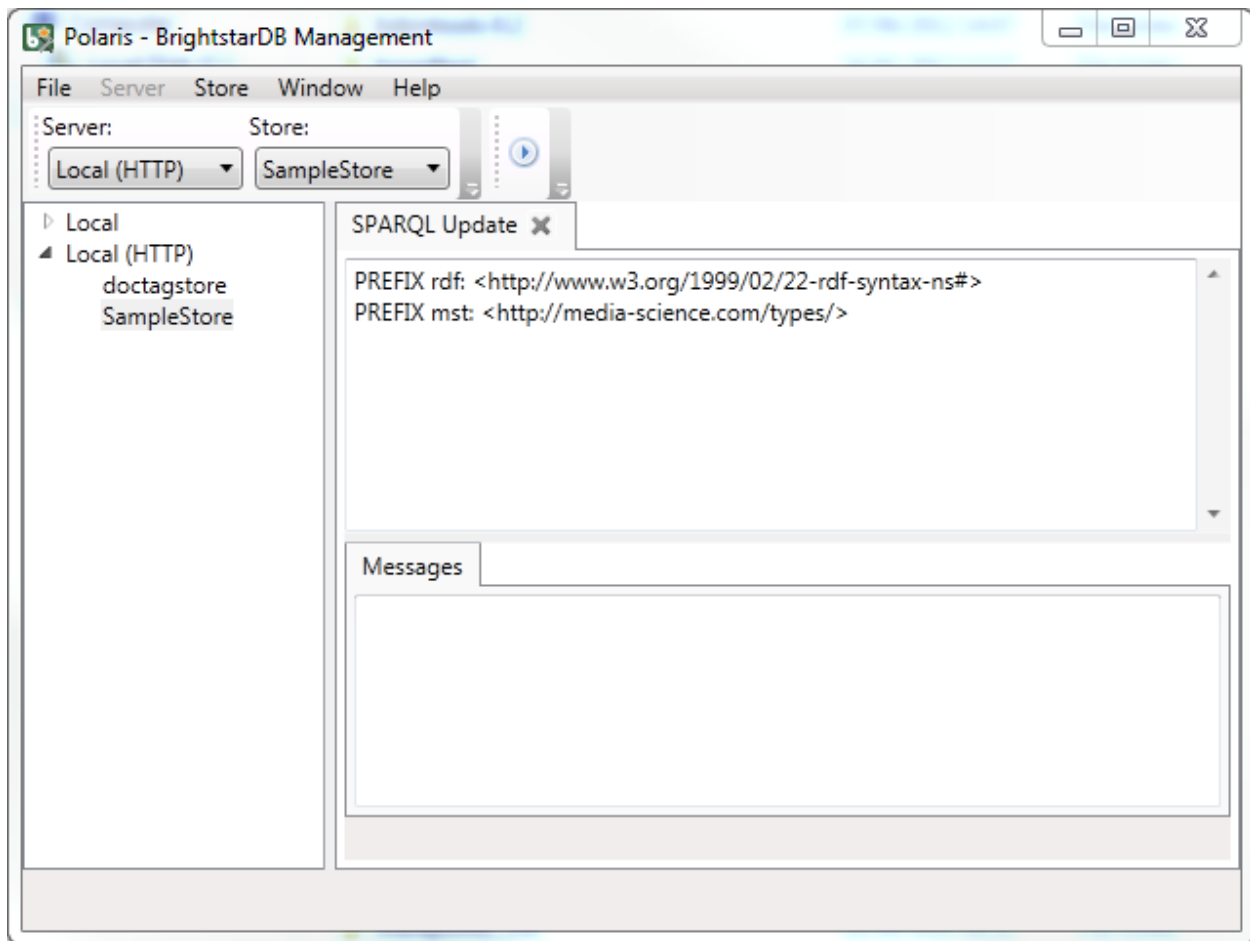 Polaris - BrightstarDB Management
File Server Store Window Help
Server: Store:
Local (HTTP) SampleStore
Local
Local (HTTP)
doctagstore
SampleStore
SPARQL Update
PREFIX rdf: <http://www.w3.org/1999/02/22-rdf-syntax-ns#>
PREFIX mst: <http://media-science.com/types/>
Messages